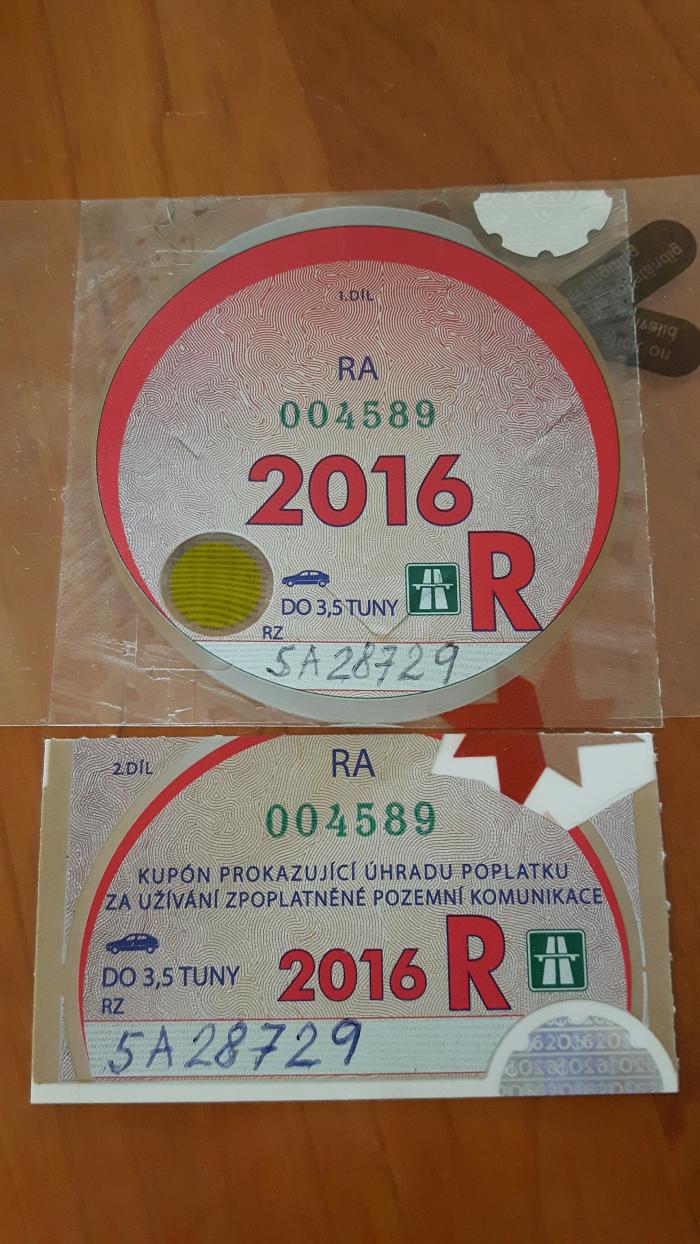 1.DÍL
RA
004589
2016
R
DO 3,5 TUNY
RZ
5A28729
2.DÍL
RA
004589
KUPÓN PROKAZUJÍCÍ ÚHRADU POPLATKU
ZA UŽÍVÁNÍ ZPOPLATNĚNÉ POZEMNÍ KOMUNIKACE
DO 3,5 TUNY
2016 R
RZ
5A28729